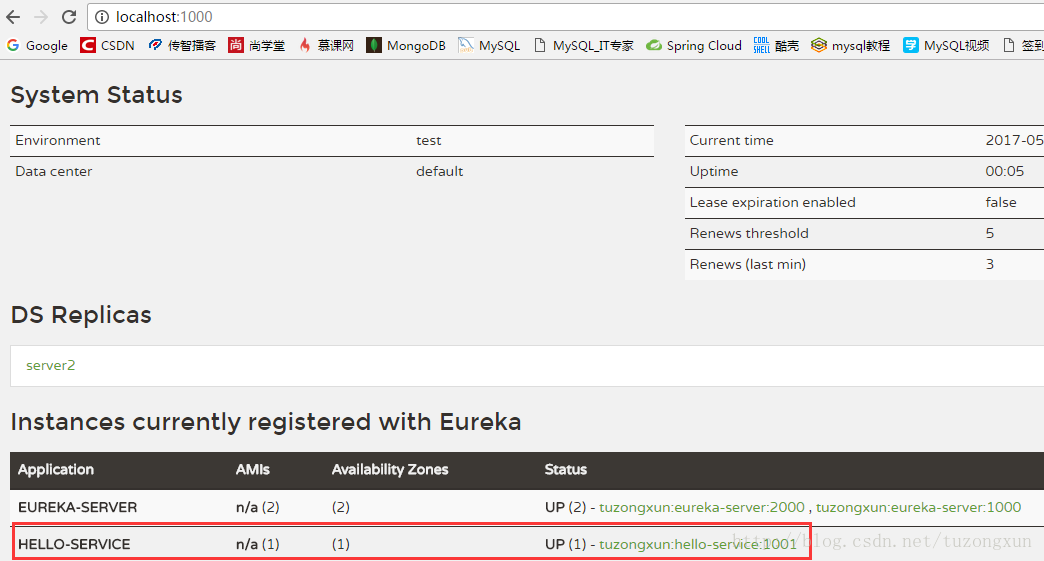 localhost:1000
Google CSDN 传智播客 尚学堂 慕课网 MongoDB MySQL MySQL_IT专家 Spring Cloud COOL SHELL 酷壳 mysql教程 MySQL视频 签到
System Status
Environment test
Data center default
Current time 2017-05
Uptime 00:05
Lease expiration enabled false
Renews threshold 5
Renews (last min) 3
DS Replicas
server2
Instances currently registered with Eureka
Application AMIs Availability Zones Status
EUREKA-SERVER n/a (2) (2) UP (2) - tuzongxun:eureka-server:2000 , tuzongxun:eureka-server:1000
HELLO-SERVICE n/a (1) (1) UP (1) - tuzongxun:hello-service:1001
http://blog.csdn.net/tuzongxun